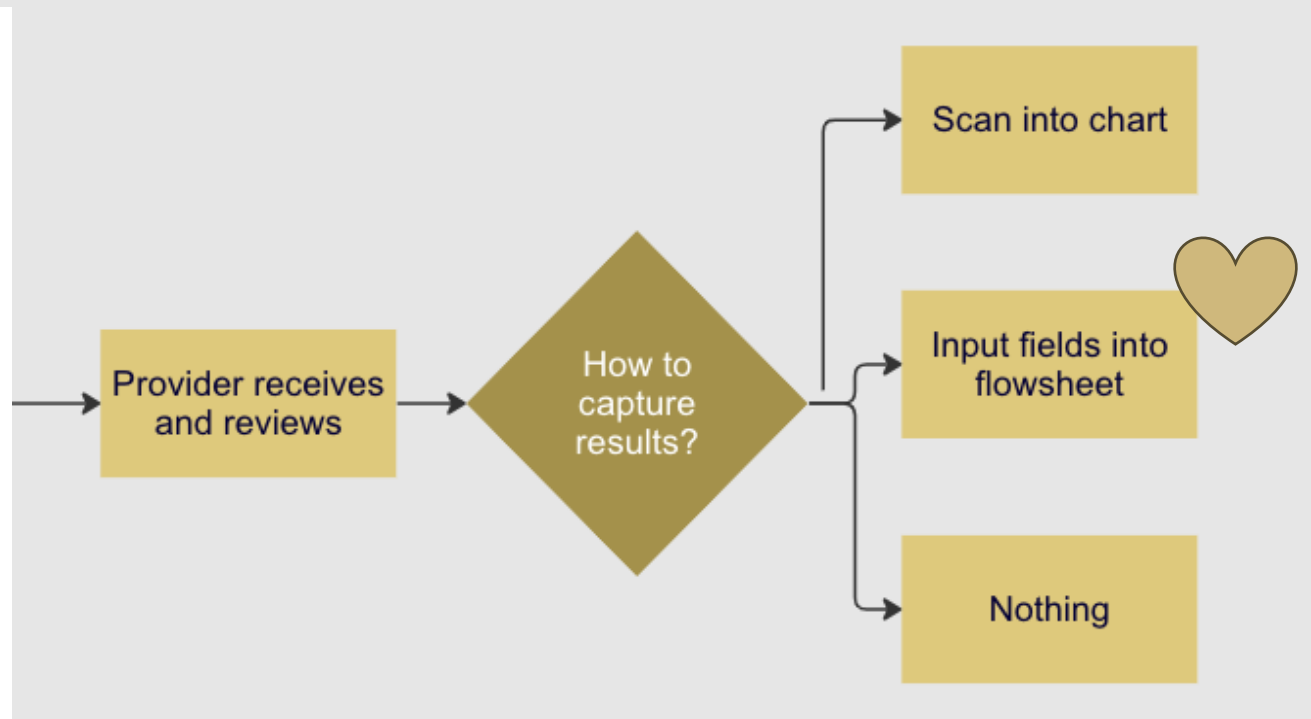 Provider receives
and reviews
How to
capture
results?
Scan into chart
Input fields into
flowsheet
Nothing